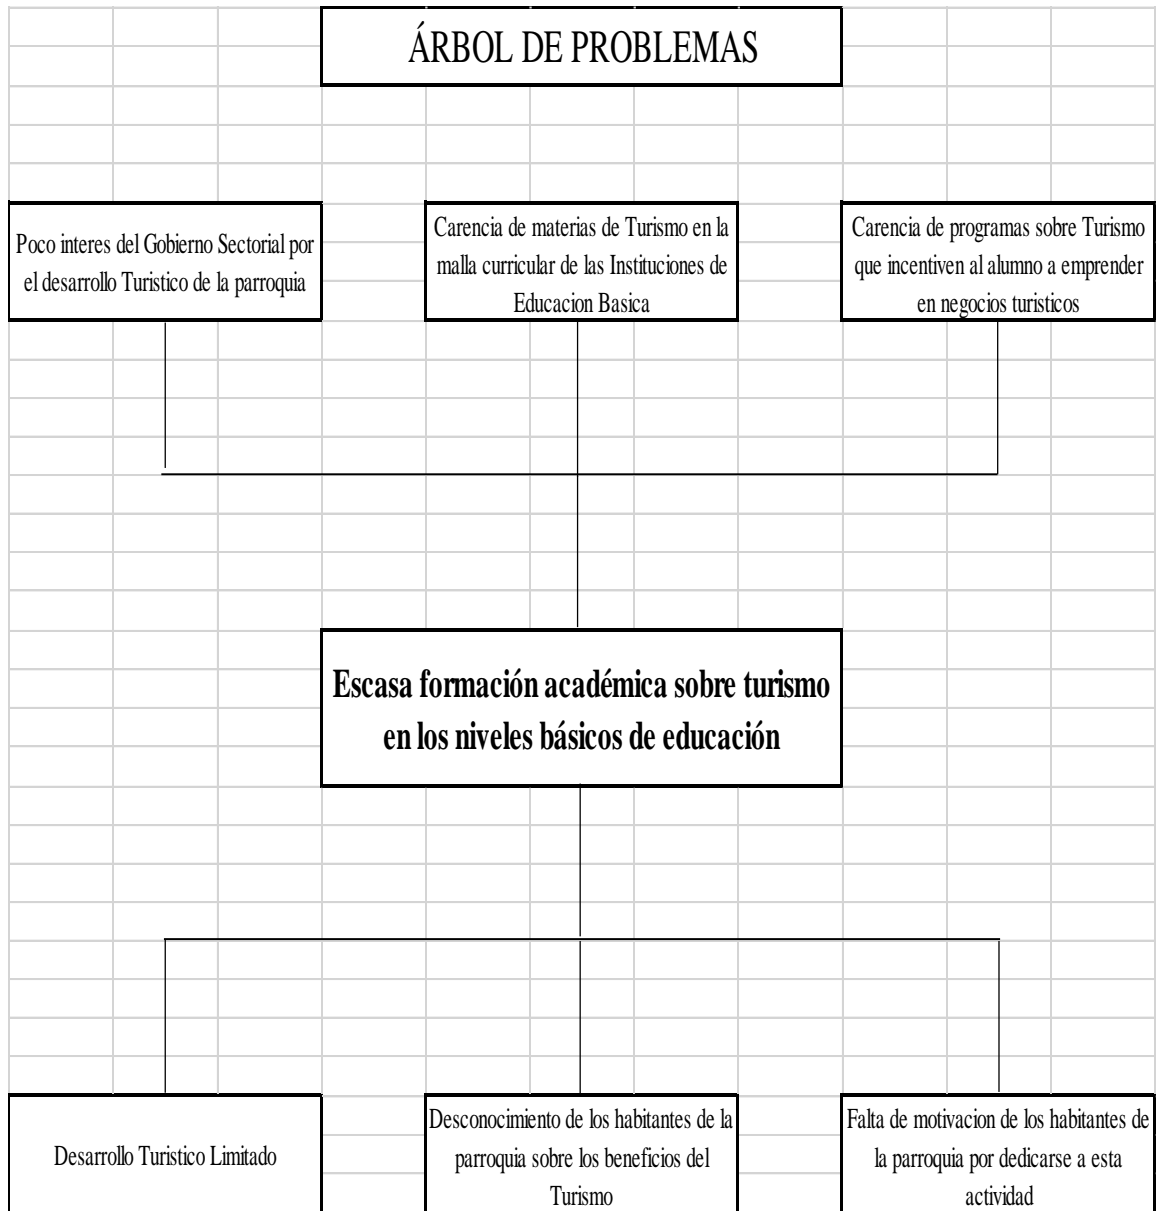 ÁRBOL DE PROBLEMAS
Poco interes del Gobierno Sectorial por
el desarrollo Turistico de la parroquia
Carencia de materias de Turismo en la
malla curricular de las Instituciones de
Educacion Basica
Carencia de programas sobre Turismo
que incentiven al alumno a emprender
en negocios turisticos
Escasa formación académica sobre turismo
en los niveles básicos de educación
Desarrollo Turistico Limitado
Desconocimiento de los habitantes de la
parroquia sobre los beneficios del
Turismo
Falta de motivacion de los habitantes de
la parroquia por dedicarse a esta
actividad